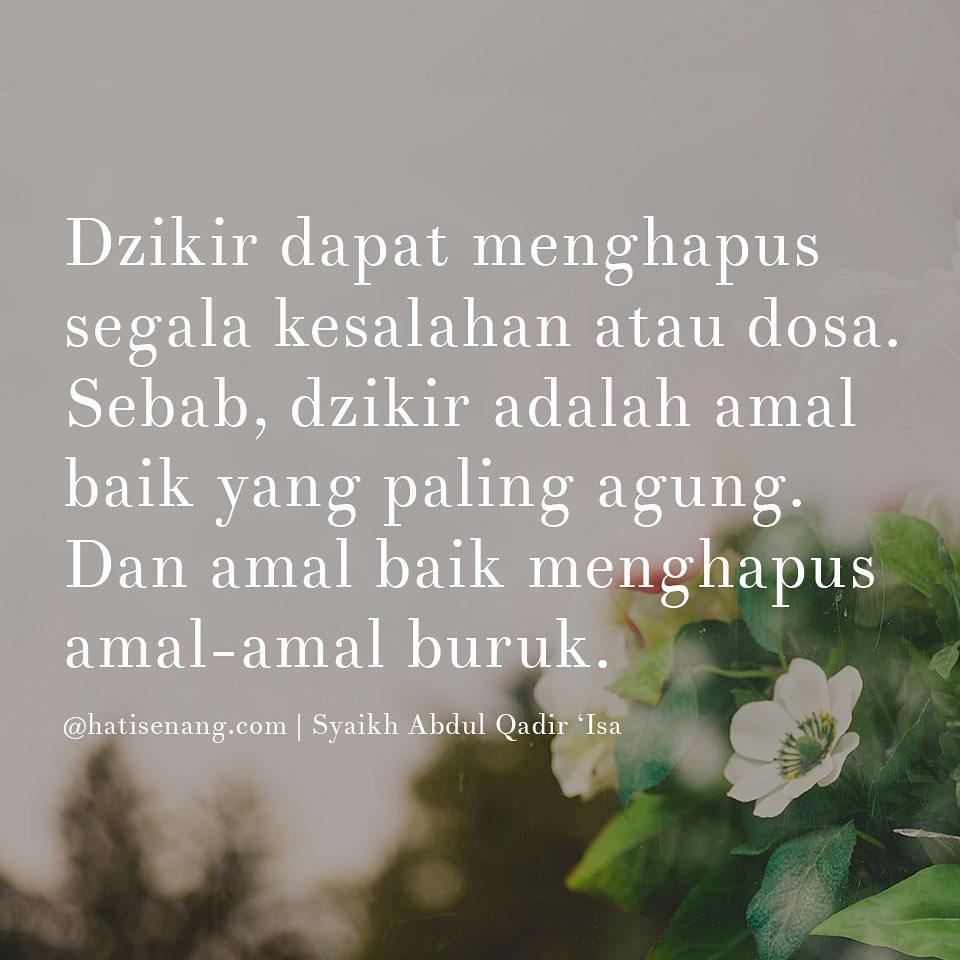 Dzikir dapat menghapus
segala kesalahan atau dosa.
Sebab, dzikir adalah amal
baik yang paling agung.
Dan amal baik menghapus
amal-amal buruk.
@hatisenang.com | Syaikh Abdul Qadir ‘Isa